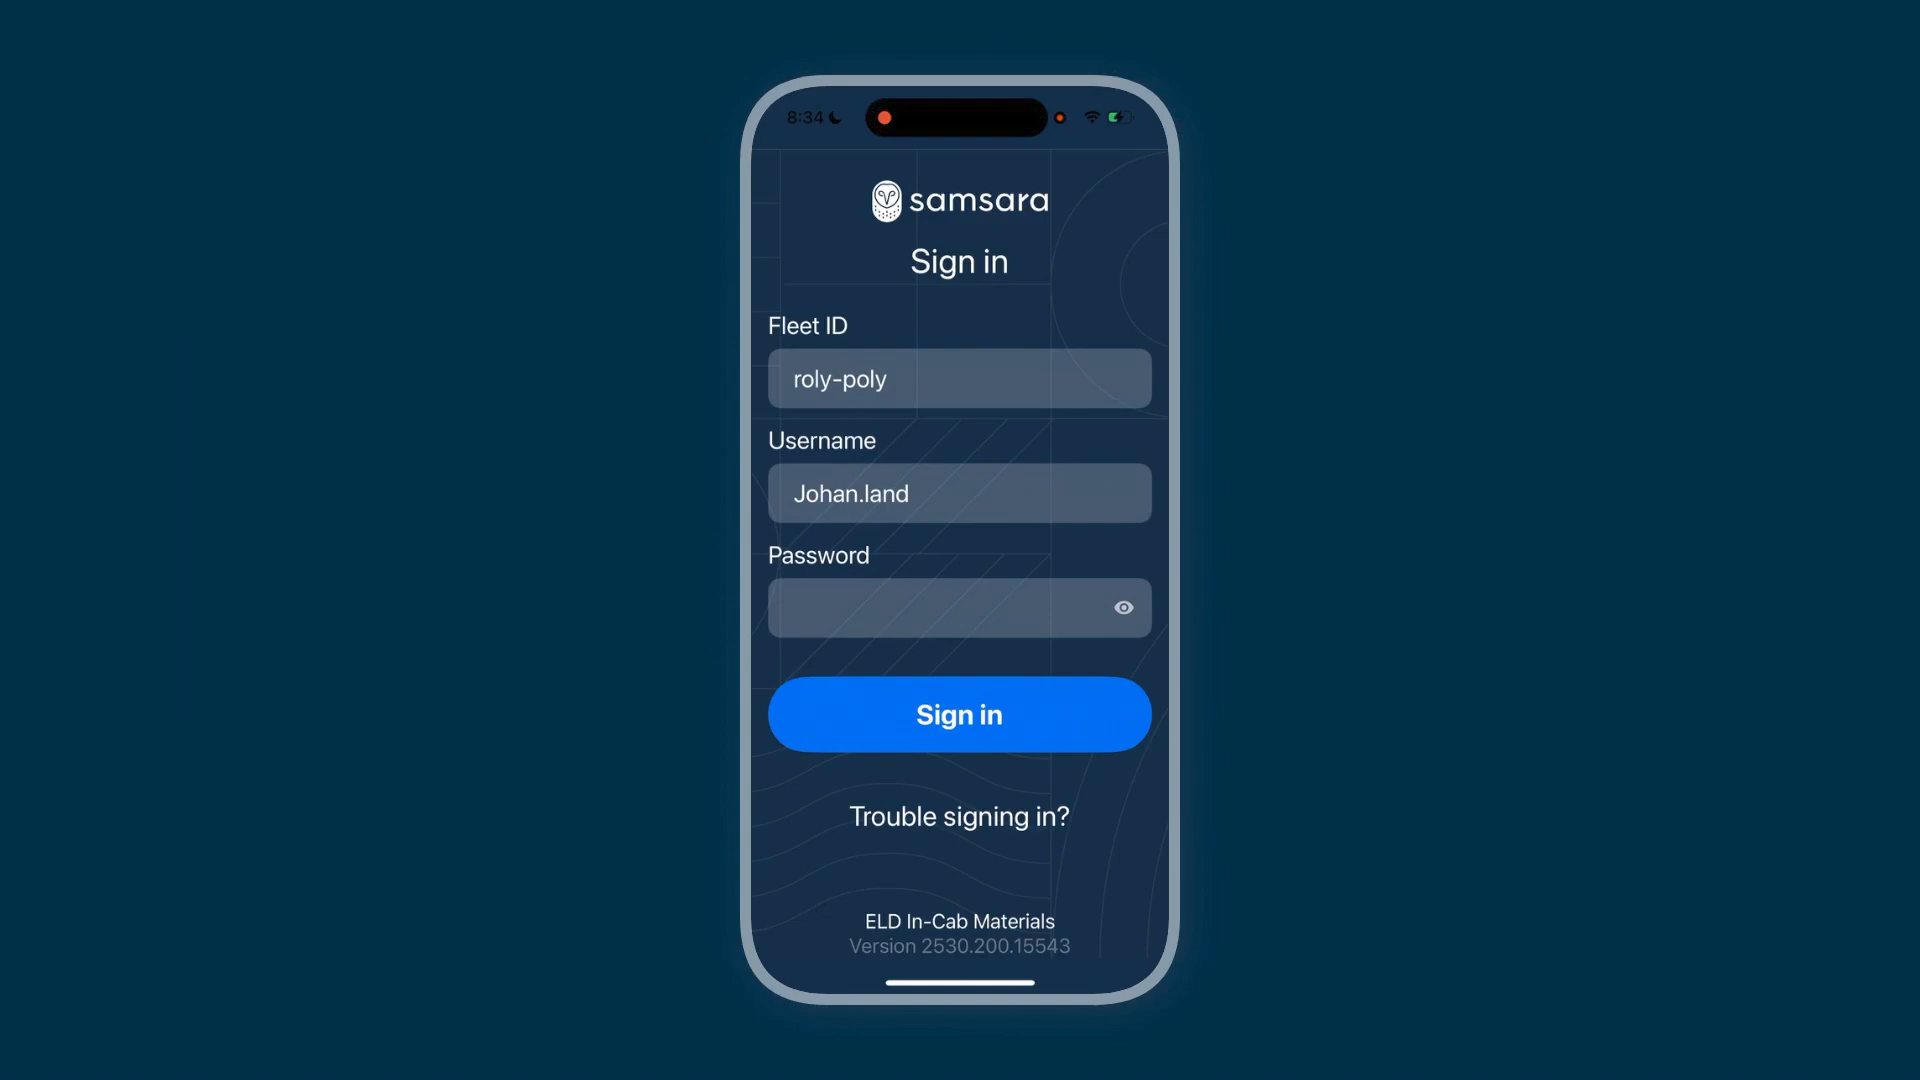 8:34
samsara
Sign in
Fleet ID
roly-poly
Username
Johan.land
Password
Sign in
Trouble signing in?
ELD In-Cab Materials
Version 2530.200.15543